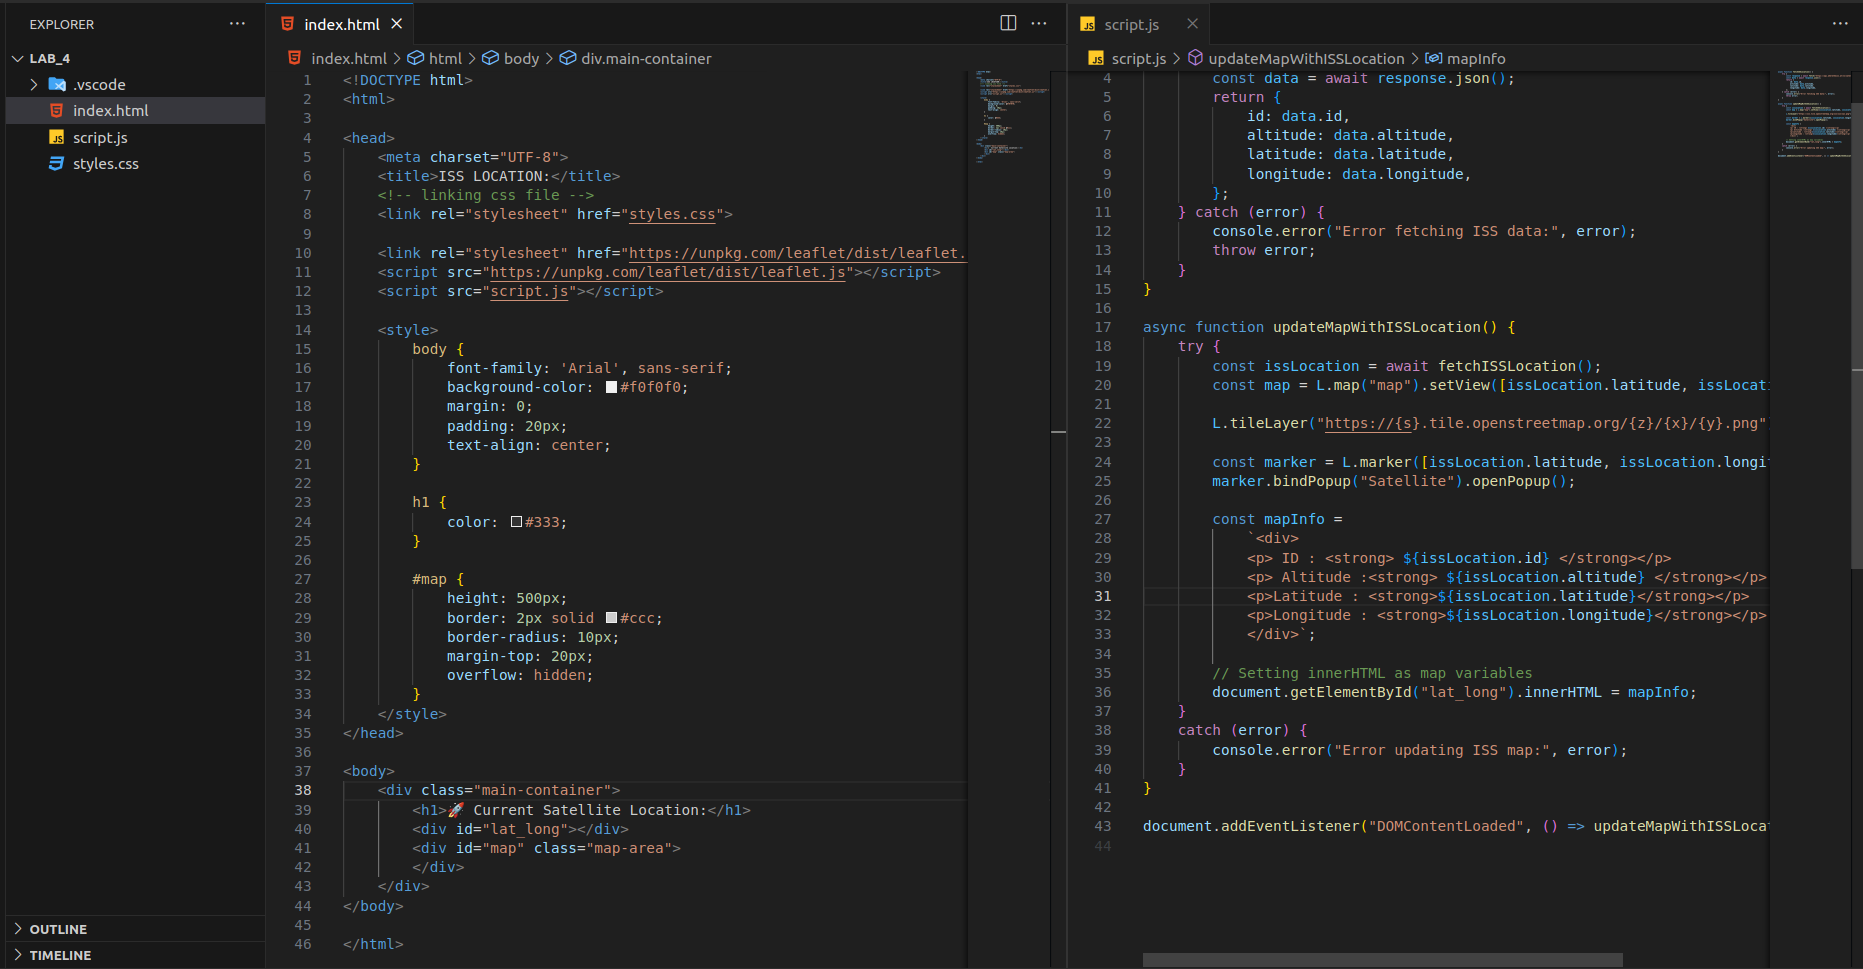 EXPLORER
LAB_4
.vscode
index.html
script.js
styles.css
OUTLINE
TIMELINE
index.html
index.html > html > body > div.main-container
1 <!DOCTYPE html>
2 <html>
3
4 <head>
5 <meta charset="UTF-8">
6 <title>ISS LOCATION:</title>
7 <!-- linking css file -->
8 <link rel="stylesheet" href="styles.css">
9
10 <link rel="stylesheet" href="https://unpkg.com/leaflet/dist/leaflet.
11 <script src="https://unpkg.com/leaflet/dist/leaflet.js"></script>
12 <script src="script.js"></script>
13
14 <style>
15 body {
16 font-family: 'Arial', sans-serif;
17 background-color: #f0f0f0;
18 margin: 0;
19 padding: 20px;
20 text-align: center;
21 }
22
23 h1 {
24 color: #333;
25 }
26
27 #map {
28 height: 500px;
29 border: 2px solid #ccc;
30 border-radius: 10px;
31 margin-top: 20px;
32 overflow: hidden;
33 }
34 </style>
35 </head>
36
37 <body>
38 <div class="main-container">
39 <h1>🚀 Current Satellite Location:</h1>
40 <div id="lat_long"></div>
41 <div id="map" class="map-area">
42 </div>
43 </div>
44 </body>
45
46 </html>
script.js
script.js > updateMapWithISSLocation > mapInfo
4 const data = await response.json();
5 return {
6 id: data.id,
7 altitude: data.altitude,
8 latitude: data.latitude,
9 longitude: data.longitude,
10 };
11 } catch (error) {
12 console.error("Error fetching ISS data:", error);
13 throw error;
14 }
15 }
16
17 async function updateMapWithISSLocation() {
18 try {
19 const issLocation = await fetchISSLocation();
20 const map = L.map("map").setView([issLocation.latitude, issLocati
21
22 L.tileLayer("https://{s}.tile.openstreetmap.org/{z}/{x}/{y}.png"
23
24 const marker = L.marker([issLocation.latitude, issLocation.longit
25 marker.bindPopup("Satellite").openPopup();
26
27 const mapInfo =
28 `<div>
29 <p> ID : <strong> ${issLocation.id} </strong></p>
30 <p> Altitude :<strong> ${issLocation.altitude} </strong></p>
31 <p>Latitude : <strong>${issLocation.latitude}</strong></p>
32 <p>Longitude : <strong>${issLocation.longitude}</strong></p>
33 </div>`;
34
35 // Setting innerHTML as map variables
36 document.getElementById("lat_long").innerHTML = mapInfo;
37 }
38 catch (error) {
39 console.error("Error updating ISS map:", error);
40 }
41 }
42
43 document.addEventListener("DOMContentLoaded", () => updateMapWithISSLocat
44